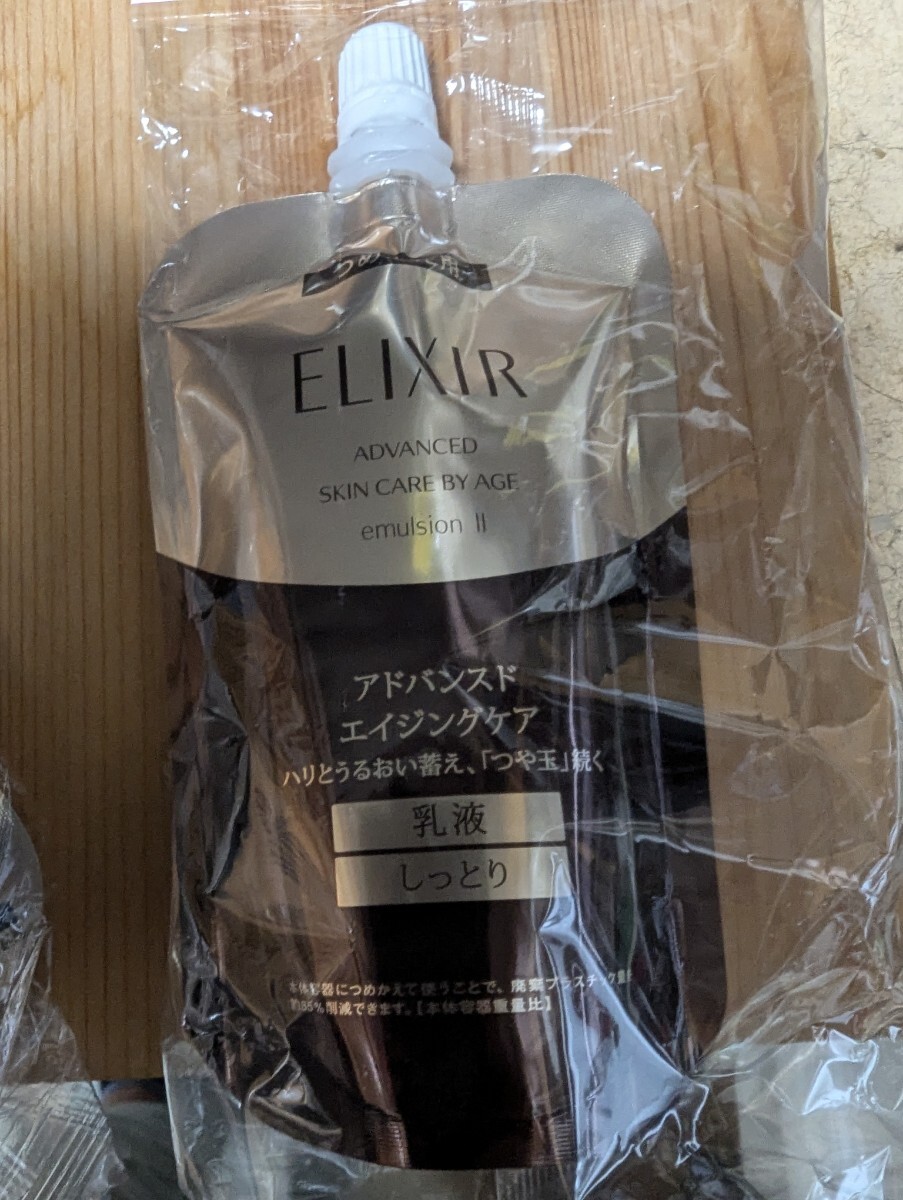 つめ 用
ELIXIR
ADVANCED
SKIN CARE BY AGE
emulsion II
アドバンスド
エイジングケア
ハリとうるおい蓄え、「つや玉」続く
乳液
しっとり
本体容器につめかえて使うことで、廃棄プラスチック量
約85%削減できます。【本体容器重量比】